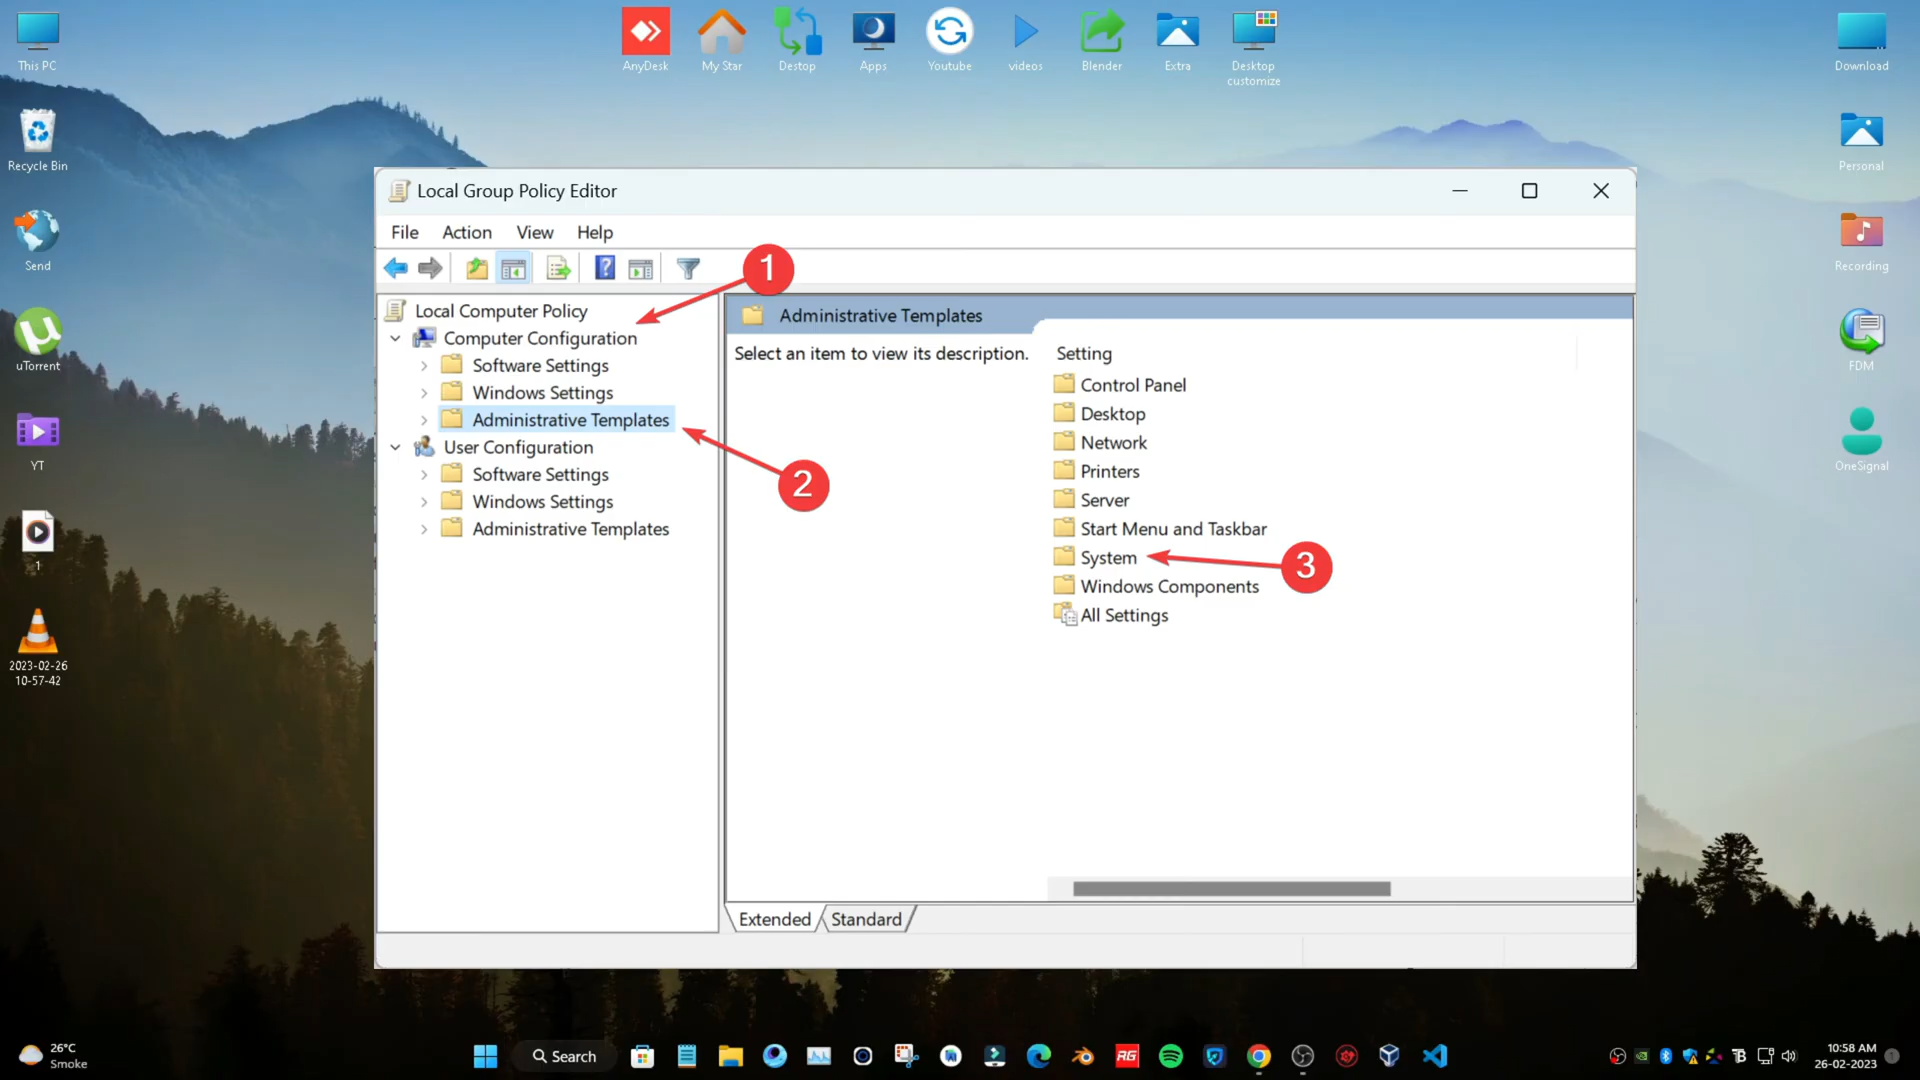 This PC
AnyDesk
My Star
Destop
Apps
Youtube
videos
Blender
Extra
Desktop
customize
Download
Recycle Bin
Personal
Send
Recording
uTorrent
FDM
YT
OneSignal
1
2023-02-26
10-57-42
Local Group Policy Editor
File Action View Help
1
Local Computer Policy
Computer Configuration
Software Settings
Windows Settings
Administrative Templates
User Configuration
Software Settings
Windows Settings
Administrative Templates
2
Administrative Templates
Select an item to view its description.
Setting
Control Panel
Desktop
Network
Printers
Server
Start Menu and Taskbar
System
3
Windows Components
All Settings
Extended Standard
26°C
Smoke
Search
RG
10:58 AM
26-02-2023
1